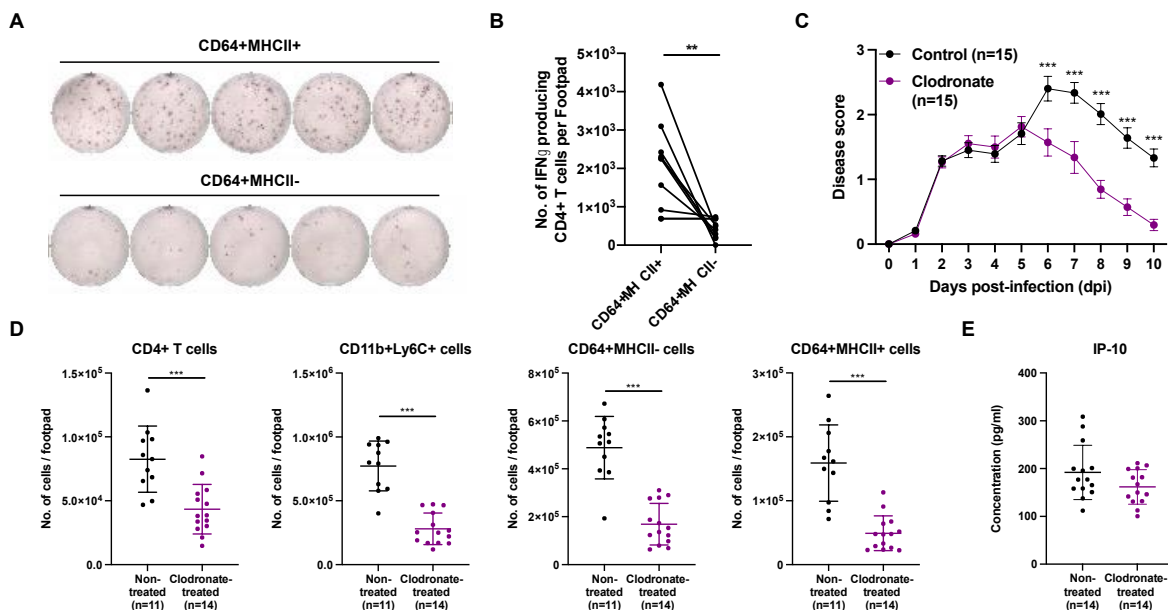 A
CD64+MHCII+
CD64+MHCII-
B
No. of IFNg producing
CD4+ T cells per Footpad
5×10³
4×10³
3×10³
2×10³
1×10³
0
**
CD64+MH CII+
CD64+MH CII-
C
Disease score
3
2
1
0
Control (n=15)
Clodronate
(n=15)
***
***
***
***
***
0 1 2 3 4 5 6 7 8 9 10
Days post-infection (dpi)
D
CD4+ T cells
No. of cells / footpad
1.5×10⁵
1.0×10⁵
5.0×10⁴
0.0
***
Non-
treated
(n=11)
Clodronate-
treated
(n=14)
CD11b+Ly6C+ cells
No. of cells / footpad
1.5×10⁶
1.0×10⁶
5.0×10⁵
0.0
***
Non-
treated
(n=11)
Clodronate-
treated
(n=14)
CD64+MHCII- cells
No. of cells / footpad
8×10⁵
6×10⁵
4×10⁵
2×10⁵
0
***
Non-
treated
(n=11)
Clodronate-
treated
(n=14)
CD64+MHCII+ cells
No. of cells / footpad
3×10⁵
2×10⁵
1×10⁵
0
***
Non-
treated
(n=11)
Clodronate-
treated
(n=14)
E
IP-10
Concentration (pg/ml)
400
300
200
100
0
Non-
treated
(n=14)
Clodronate-
treated
(n=14)